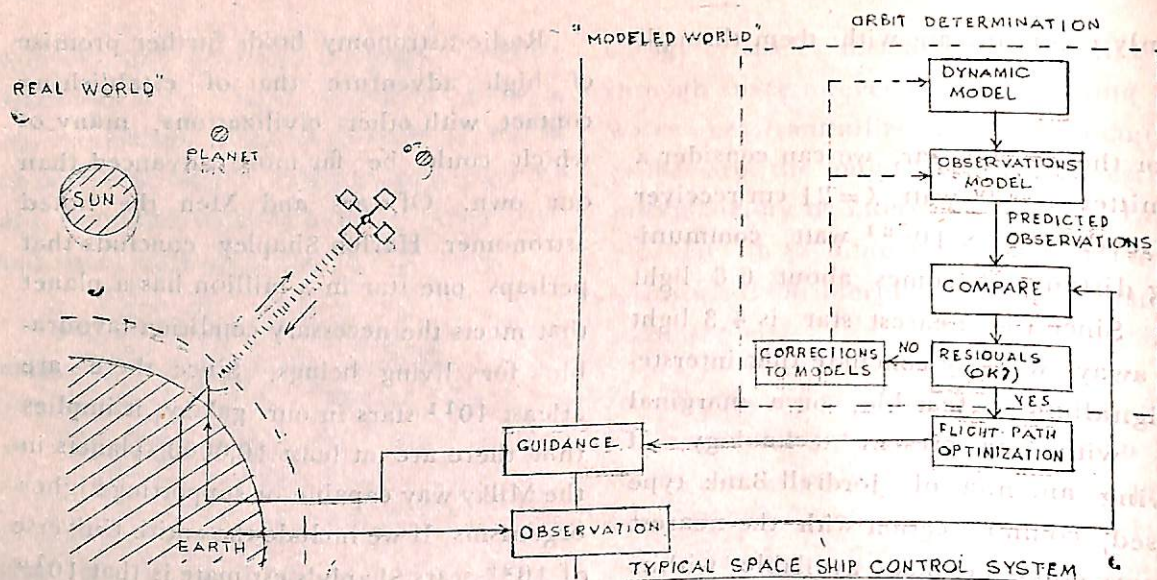 ORBIT DETERMINATION
"MODELED WORLD"
REAL WORLD"
PLANET
SUN
DYNAMIC
MODEL
OBSERVATIONS
MODEL
PREDICTED
OBSERVATIONS
COMPARE
CORRECTIONS
TO MODELS
NO
RESIDUALS
(OK?)
YES
GUIDANCE
FLIGHT-PATH
OPTIMIZATION
EARTH
OBSERVATION
TYPICAL SPACE SHIP CONTROL SYSTEM